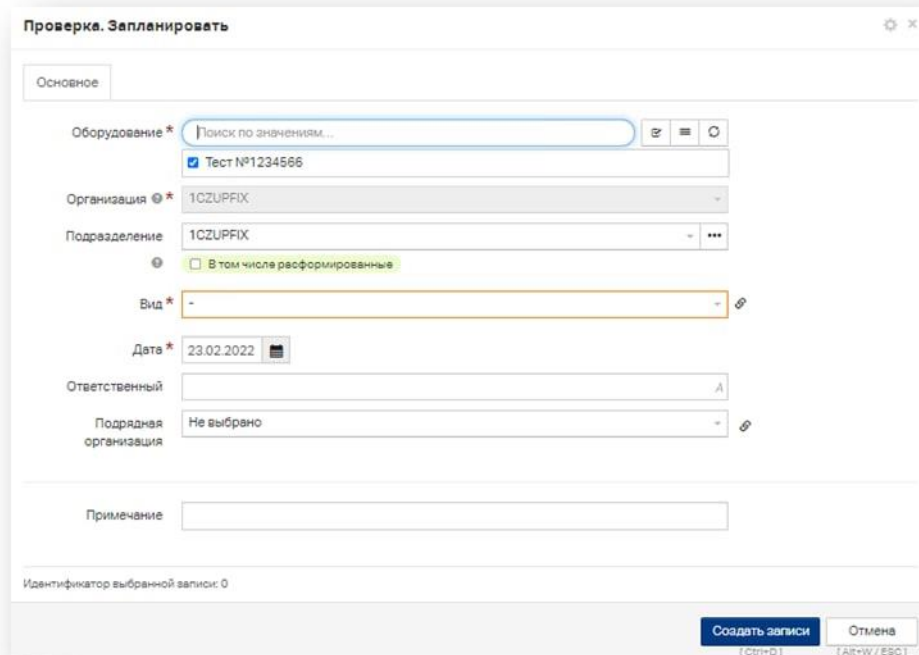 Проверка. Запланировать
Основное
Оборудование * Поиск по значениям...
Тест №1234566
Организация * 1CZUPFIX
Подразделение 1CZUPFIX
В том числе расформированные
Вид * -
Дата * 23.02.2022
Ответственный A
Подрядная организация Не выбрано
Примечание
Идентификатор выбранной записи: 0
Создать записи Отмена
[Ctrl+D] [Alt+W / ESC]